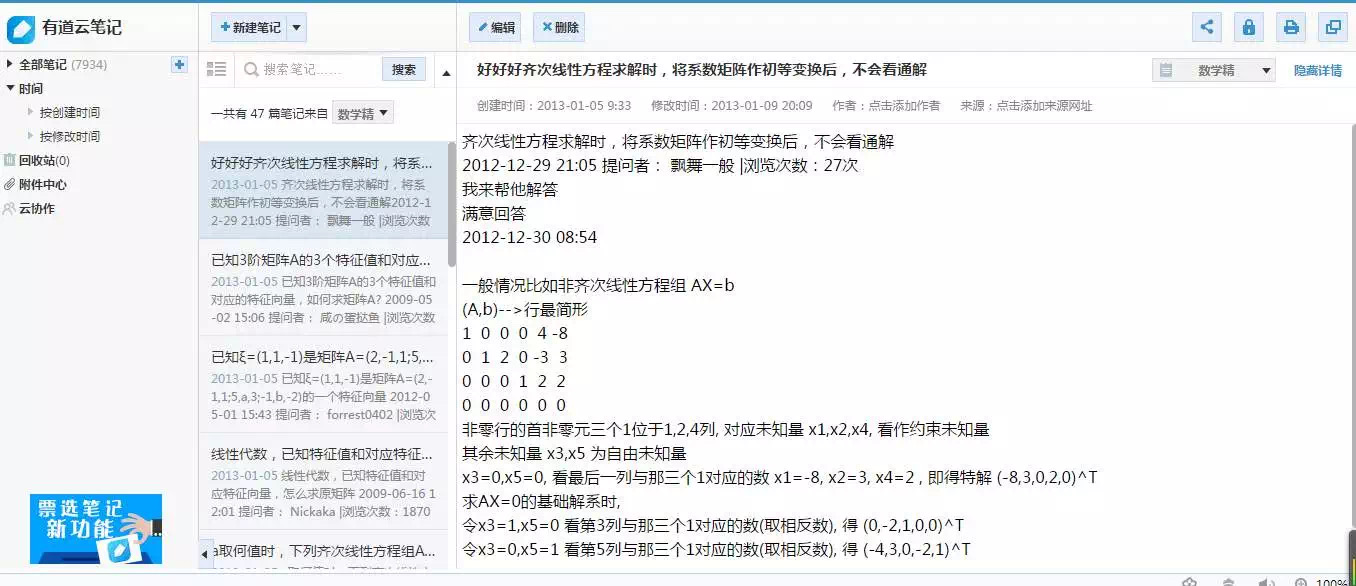 有道云笔记
全部笔记 (7934)
时间
按创建时间
按修改时间
回收站(0)
附件中心
云协作
票选笔记
新功能
新建笔记
搜索笔记......
搜索
一共有 47 篇笔记来自 数学精
好好好齐次线性方程求解时，将系...
2013-01-05 齐次线性方程求解时，将系
数矩阵作初等变换后，不会看通解2012-1
2-29 21:05 提问者： 飘舞一般 |浏览次数
已知3阶矩阵A的3个特征值和对应...
2013-01-05 已知3阶矩阵A的3个特征值和
对应的特征向量，如何求矩阵A? 2009-05
-02 15:06 提问者： 咸の蛋挞鱼 |浏览次数
已知ξ=(1,1,-1)是矩阵A=(2,-1,1;5,...
2013-01-05 已知ξ=(1,1,-1)是矩阵A=(2,-
1,1;5,a,3;-1,b,-2)的一个特征向量 2012-0
5-01 15:43 提问者： forrest0402 |浏览次
线性代数，已知特征值和对应特征...
2013-01-05 线性代数，已知特征值和对
应特征向量，怎么求原矩阵 2009-06-16 1
2:01 提问者： Nickaka |浏览次数：1870
a取何值时，下列齐次线性方程组A...
编辑
删除
好好好齐次线性方程求解时，将系数矩阵作初等变换后，不会看通解
数学精
隐藏详情
创建时间：2013-01-05 9:33 修改时间：2013-01-09 20:09 作者：点击添加作者 来源：点击添加来源网址
齐次线性方程求解时，将系数矩阵作初等变换后，不会看通解
2012-12-29 21:05 提问者： 飘舞一般 |浏览次数：27次
我来帮他解答
满意回答
2012-12-30 08:54
一般情况比如非齐次线性方程组 AX=b
(A,b)-->行最简形
1 0 0 0 4 -8
0 1 2 0 -3 3
0 0 0 1 2 2
0 0 0 0 0 0
非零行的首非零元三个1位于1,2,4列, 对应未知量 x1,x2,x4, 看作约束未知量
其余未知量 x3,x5 为自由未知量
x3=0,x5=0, 看最后一列与那三个1对应的数 x1=-8, x2=3, x4=2 , 即得特解 (-8,3,0,2,0)^T
求AX=0的基础解系时,
令x3=1,x5=0 看第3列与那三个1对应的数(取相反数), 得 (0,-2,1,0,0)^T
令x3=0,x5=1 看第5列与那三个1对应的数(取相反数), 得 (-4,3,0,-2,1)^T
100%